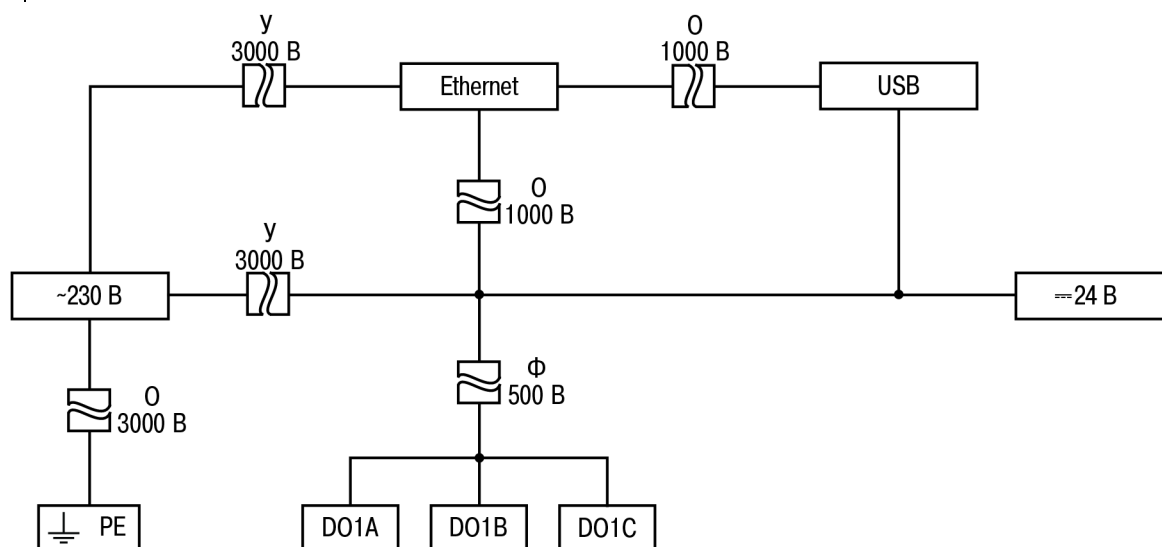 У
3000 В
О
1000 В
Ethernet
USB
О
1000 В
У
3000 В
~230 В
⎓24 В
Ф
500 В
О
3000 В
PE
DO1A
DO1B
DO1C